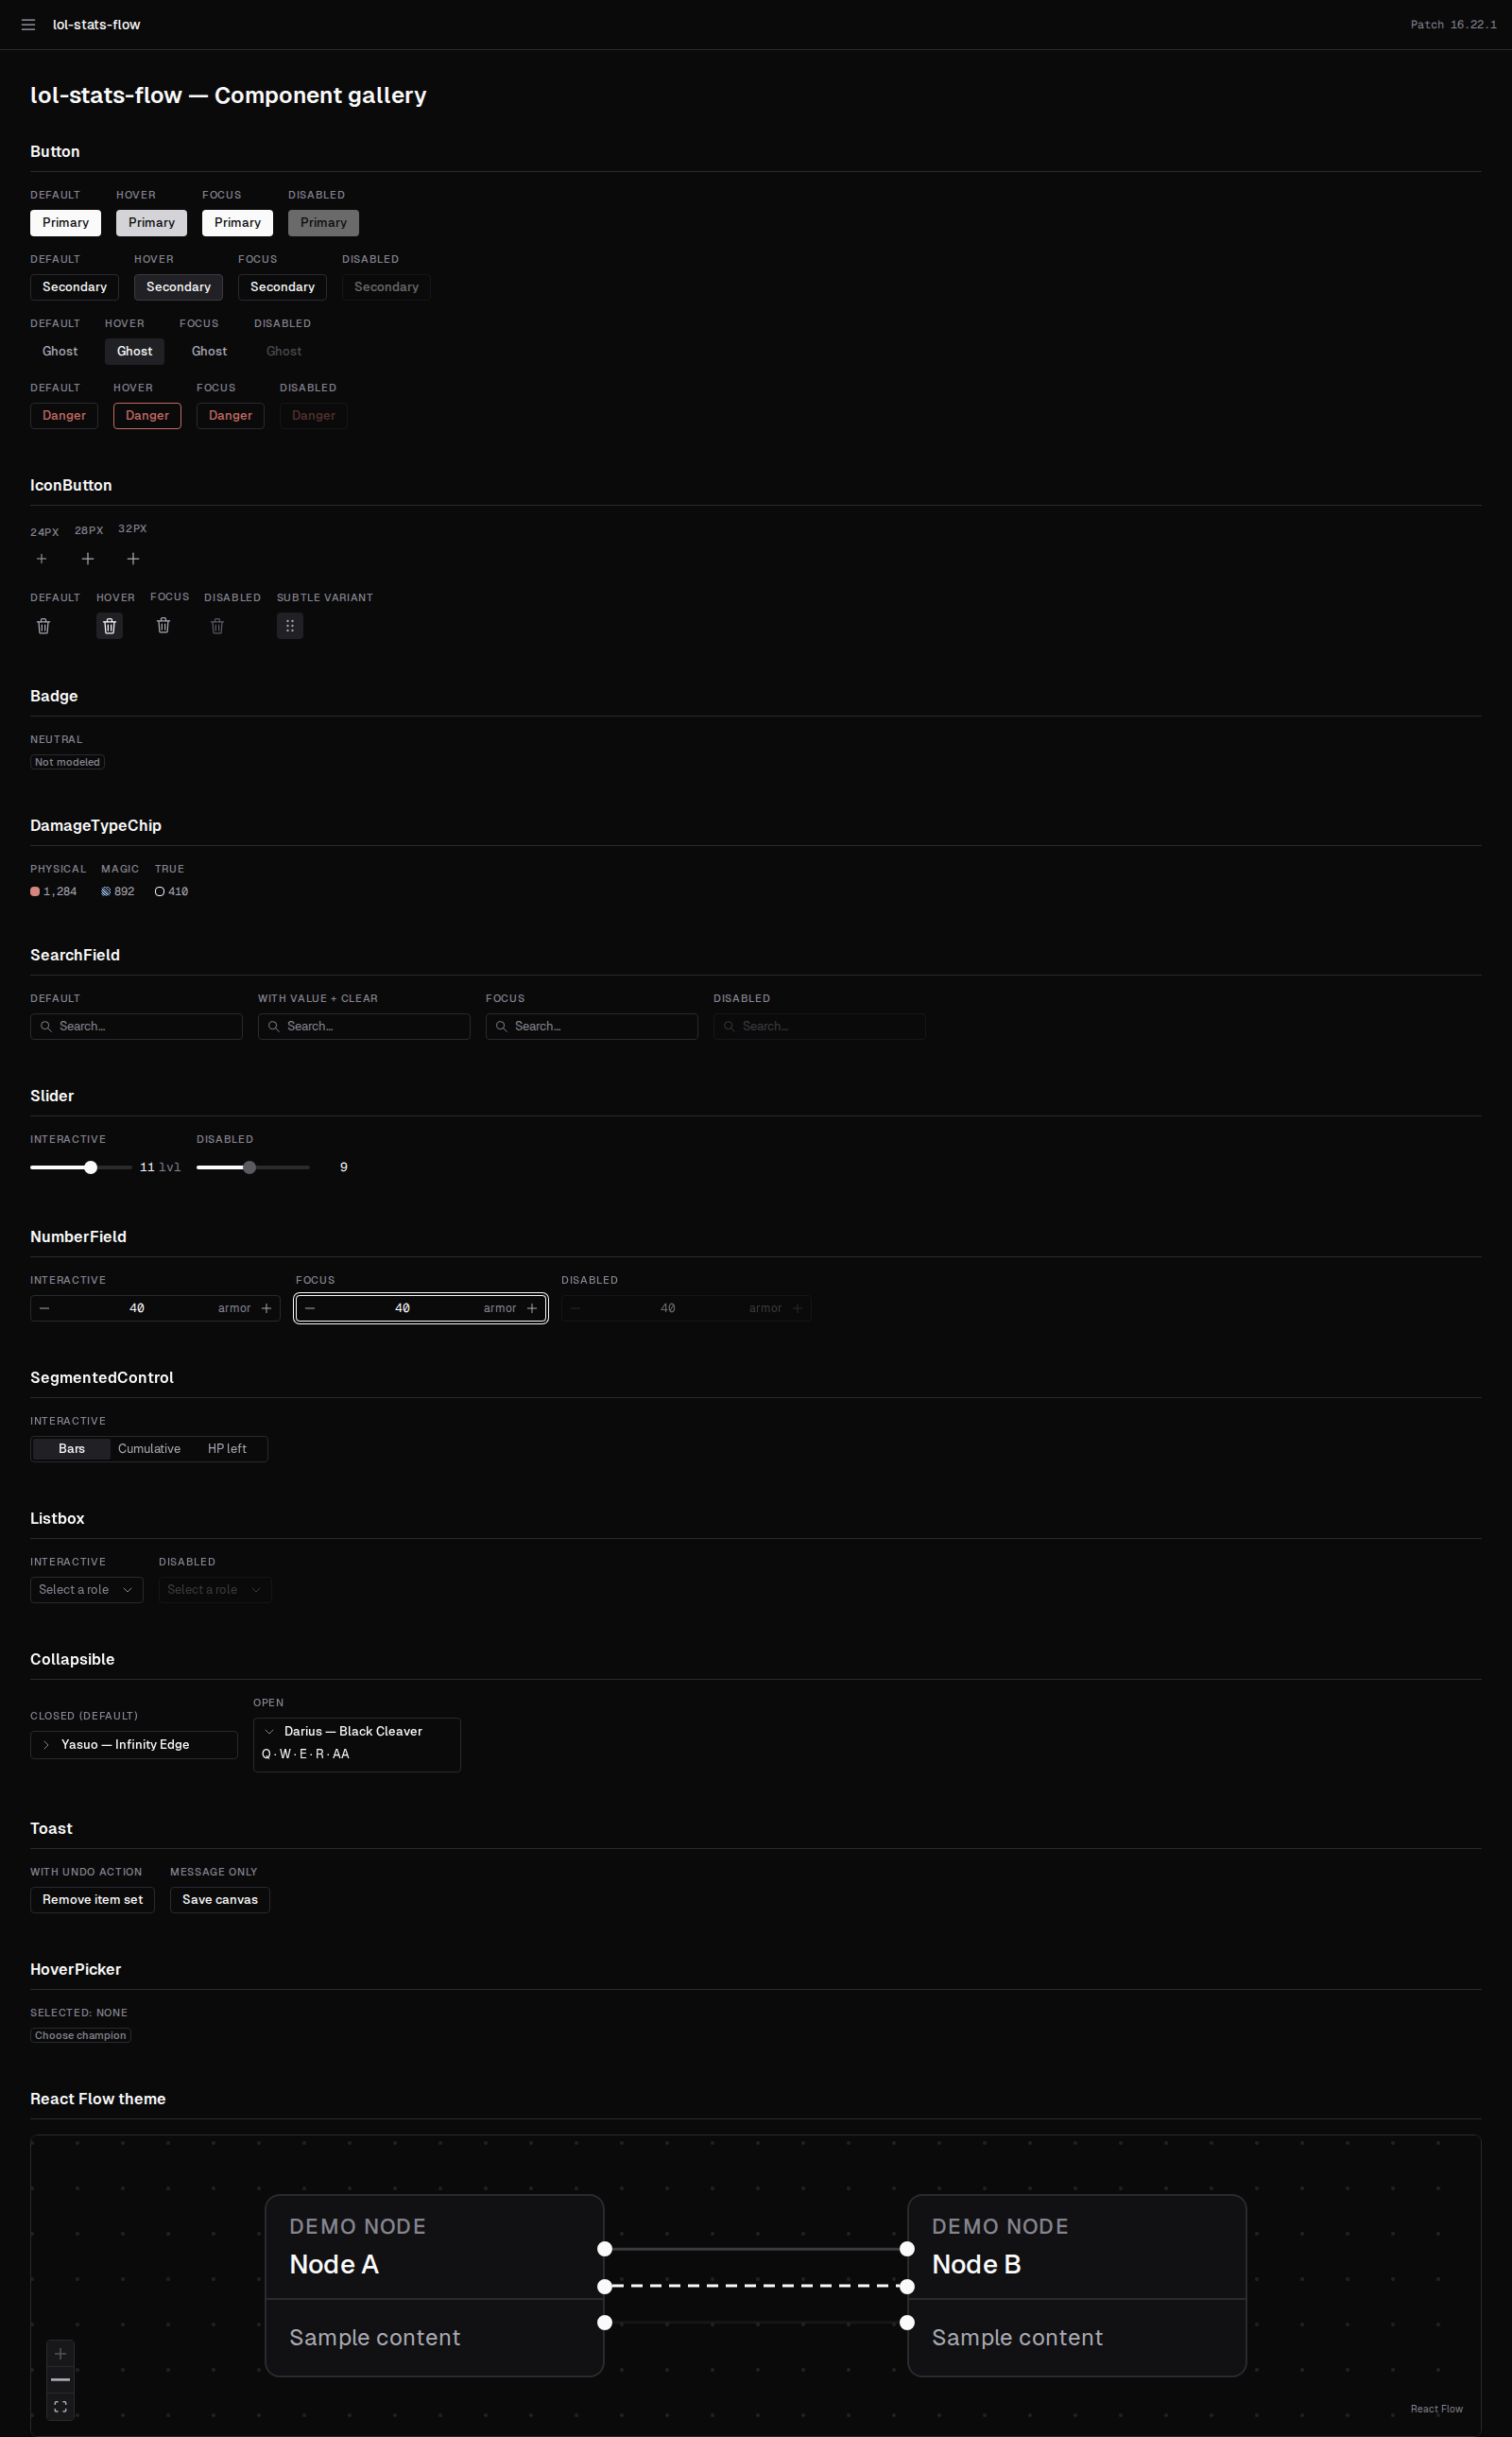 lol-stats-flow
Patch 16.22.1
lol-stats-flow — Component gallery
Button
DEFAULT HOVER FOCUS DISABLED
Primary Primary Primary Primary
DEFAULT HOVER FOCUS DISABLED
Secondary Secondary Secondary Secondary
DEFAULT HOVER FOCUS DISABLED
Ghost Ghost Ghost Ghost
DEFAULT HOVER FOCUS DISABLED
Danger Danger Danger Danger
IconButton
24PX 28PX 32PX
DEFAULT HOVER FOCUS DISABLED SUBTLE VARIANT
Badge
NEUTRAL
Not modeled
DamageTypeChip
PHYSICAL MAGIC TRUE
1,284 892 410
SearchField
DEFAULT WITH VALUE + CLEAR FOCUS DISABLED
Search… Search… Search… Search…
Slider
INTERACTIVE DISABLED
11 lvl 9
NumberField
INTERACTIVE FOCUS DISABLED
40 armor 40 armor 40 armor
SegmentedControl
INTERACTIVE
Bars Cumulative HP left
Listbox
INTERACTIVE DISABLED
Select a role Select a role
Collapsible
CLOSED (DEFAULT) OPEN
Yasuo — Infinity Edge Darius — Black Cleaver
Q · W · E · R · AA
Toast
WITH UNDO ACTION MESSAGE ONLY
Remove item set Save canvas
HoverPicker
SELECTED: NONE
Choose champion
React Flow theme
DEMO NODE DEMO NODE
Node A Node B
Sample content Sample content
React Flow